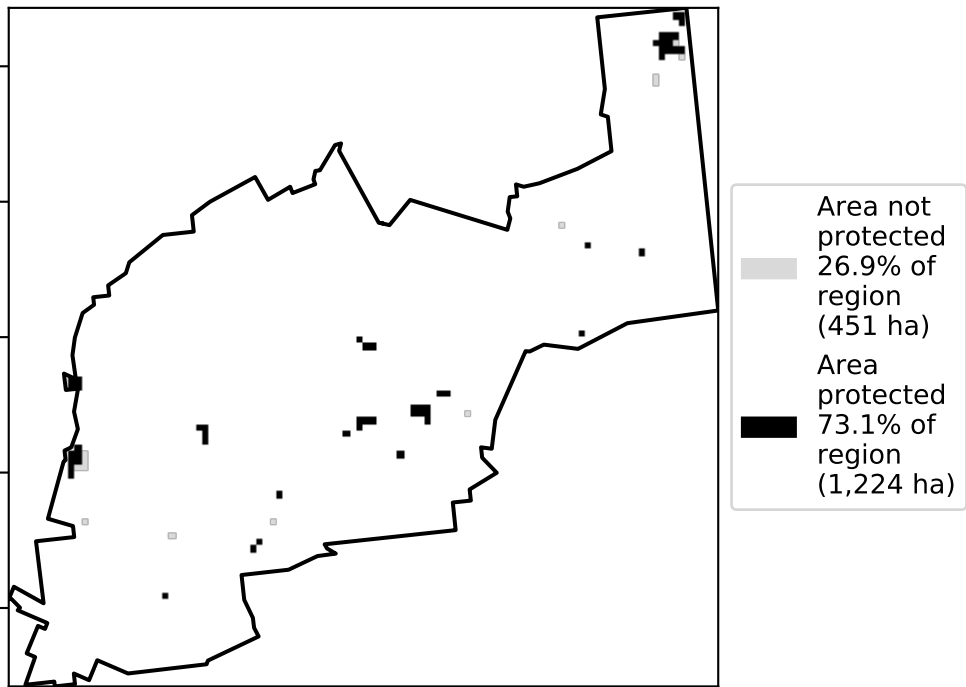 Area not
protected
26.9% of
region
(451 ha)
Area
protected
73.1% of
region
(1,224 ha)